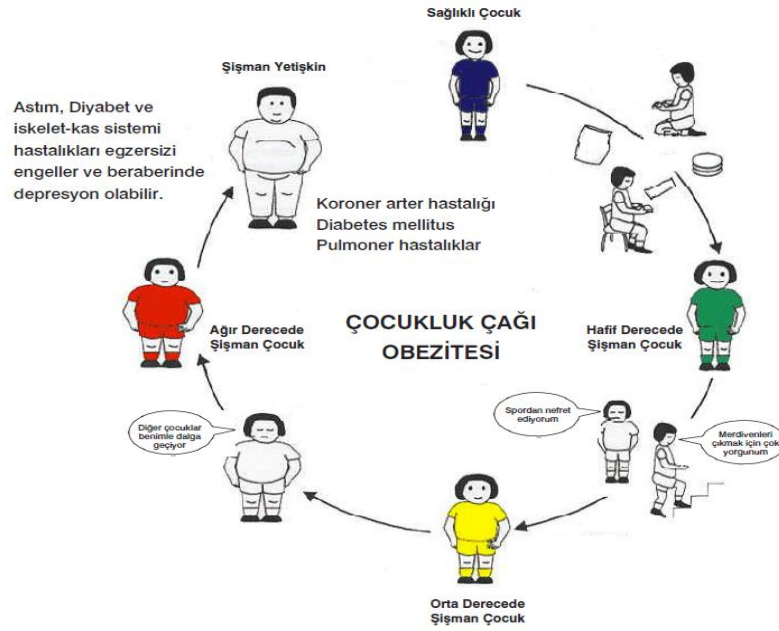 Sağlıklı Çocuk
Şişman Yetişkin
Astım, Diyabet ve
iskelet-kas sistemi
hastalıkları egzersizi
engeller ve beraberinde
depresyon olabilir.
Koroner arter hastalığı
Diabetes mellitus
Pulmoner hastalıklar
ÇOCUKLUK ÇAĞI
OBEZİTESİ
Ağır Derecede
Şişman Çocuk
Hafif Derecede
Şişman Çocuk
Diğer çocuklar
benimle dalga
geçiyor
Spordan nefret
ediyorum
Merdivenleri
çıkmak için çok
yorgunum
Orta Derecede
Şişman Çocuk